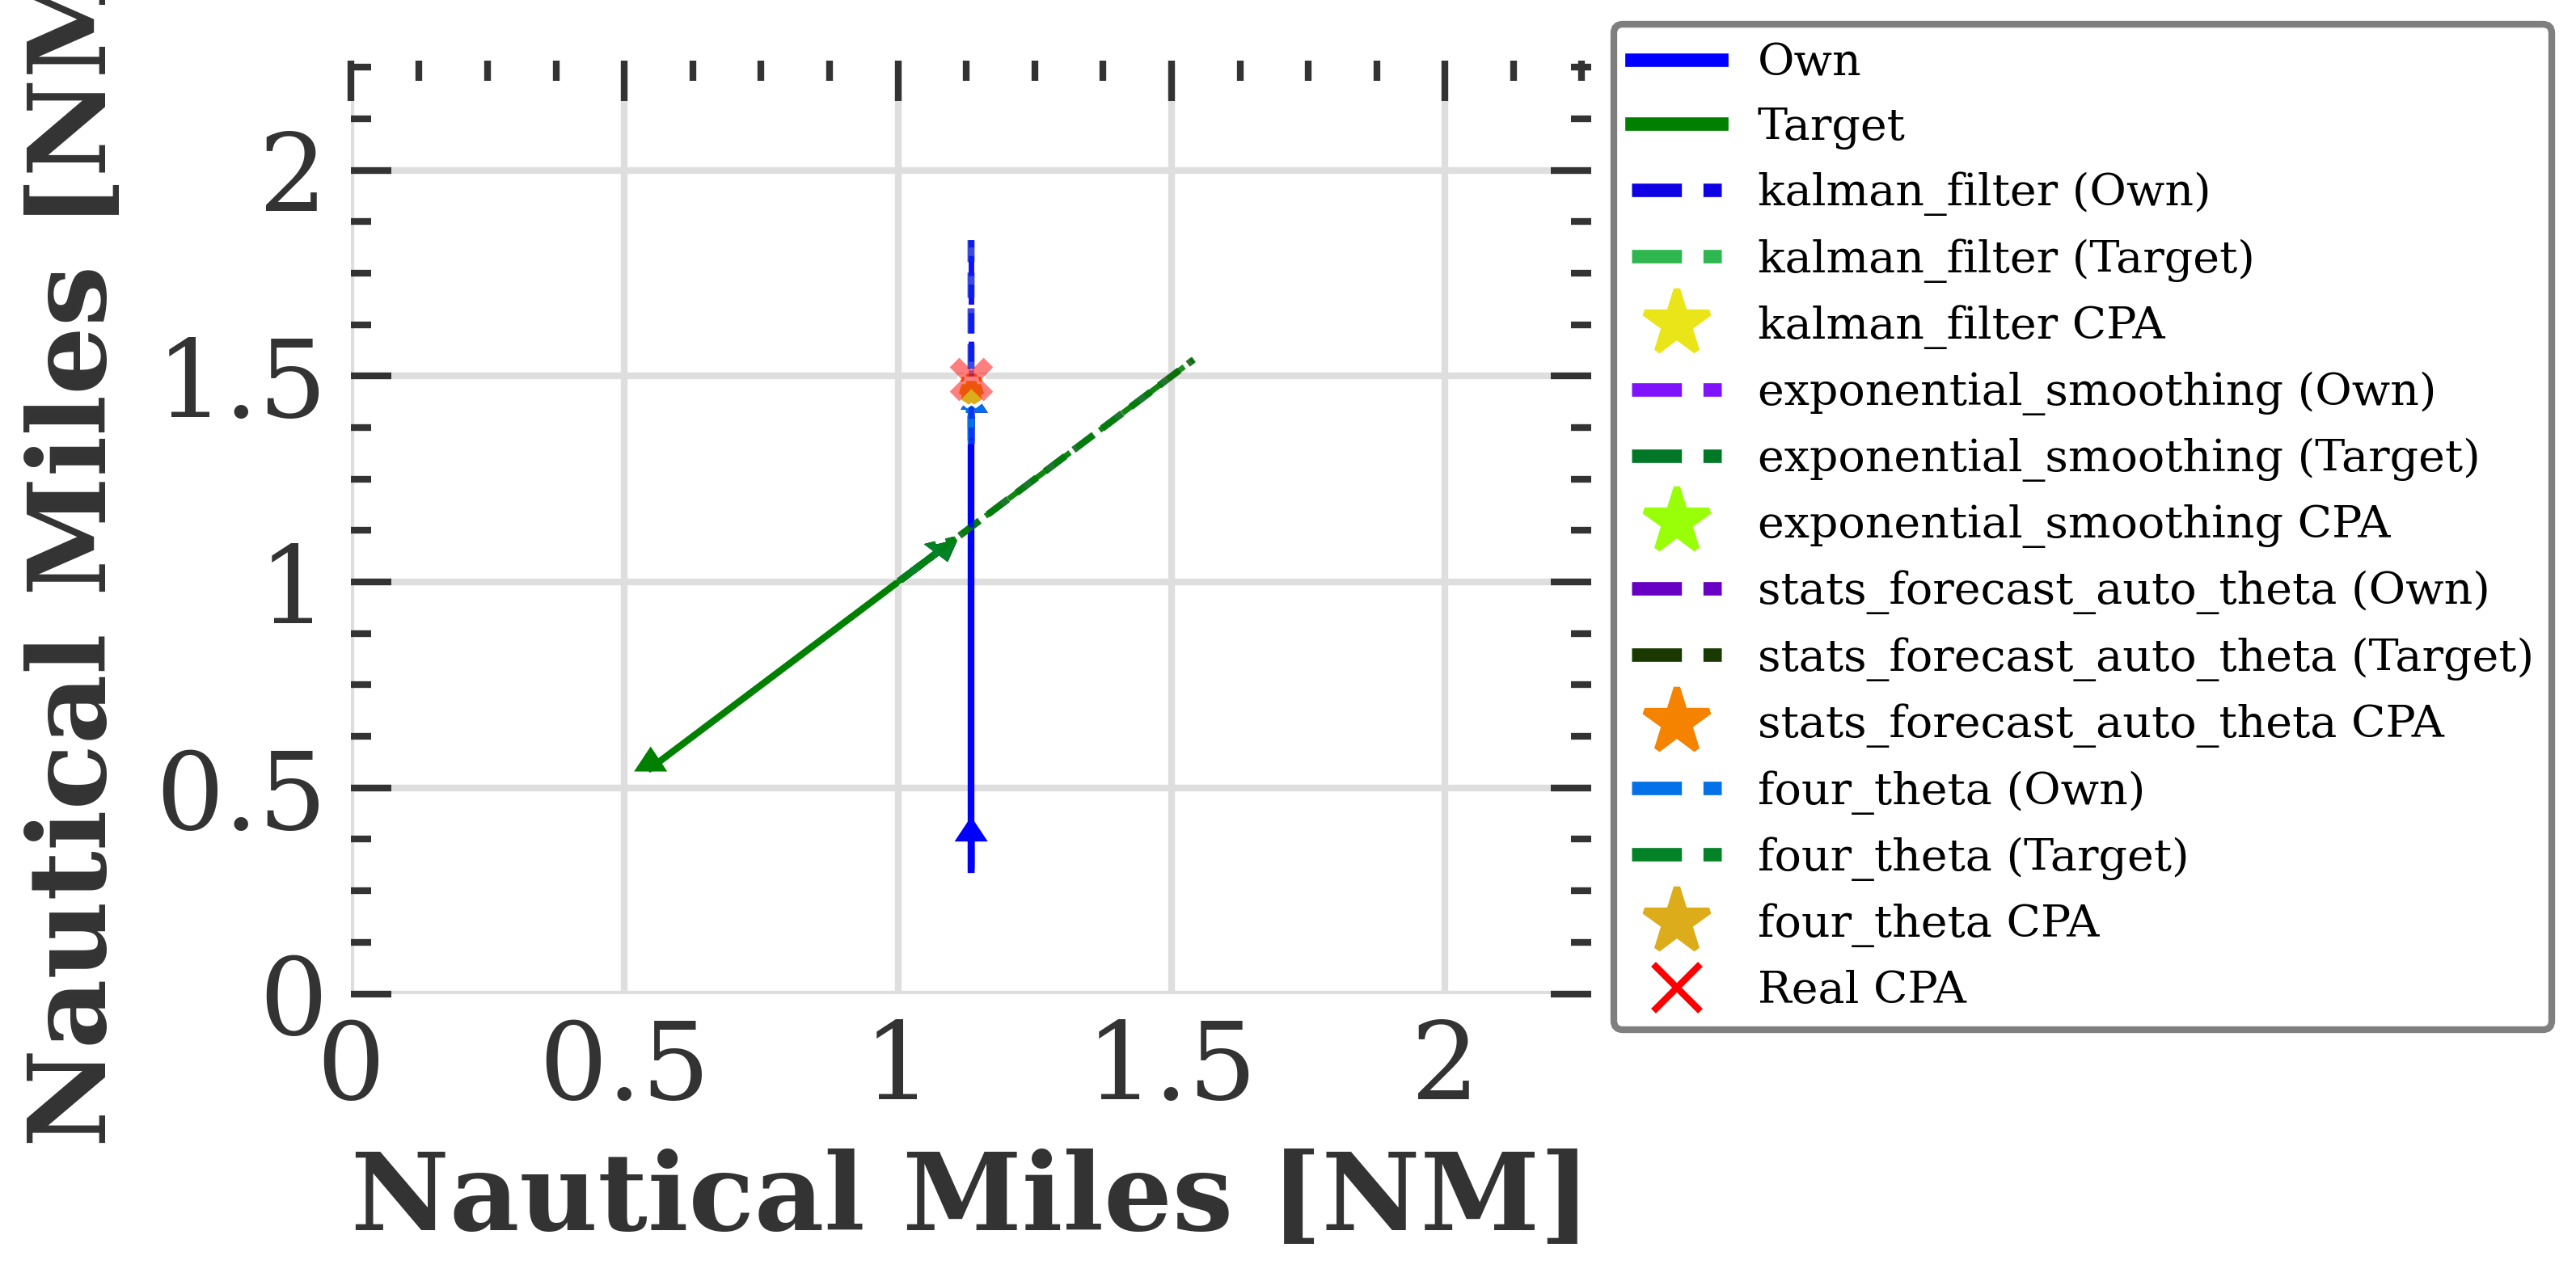 Nautical Miles [NM
2
1.5
1
0.5
0
0 0.5 1 1.5 2
Nautical Miles [NM]
Own
Target
kalman_filter (Own)
kalman_filter (Target)
kalman_filter CPA
exponential_smoothing (Own)
exponential_smoothing (Target)
exponential_smoothing CPA
stats_forecast_auto_theta (Own)
stats_forecast_auto_theta (Target)
stats_forecast_auto_theta CPA
four_theta (Own)
four_theta (Target)
four_theta CPA
Real CPA